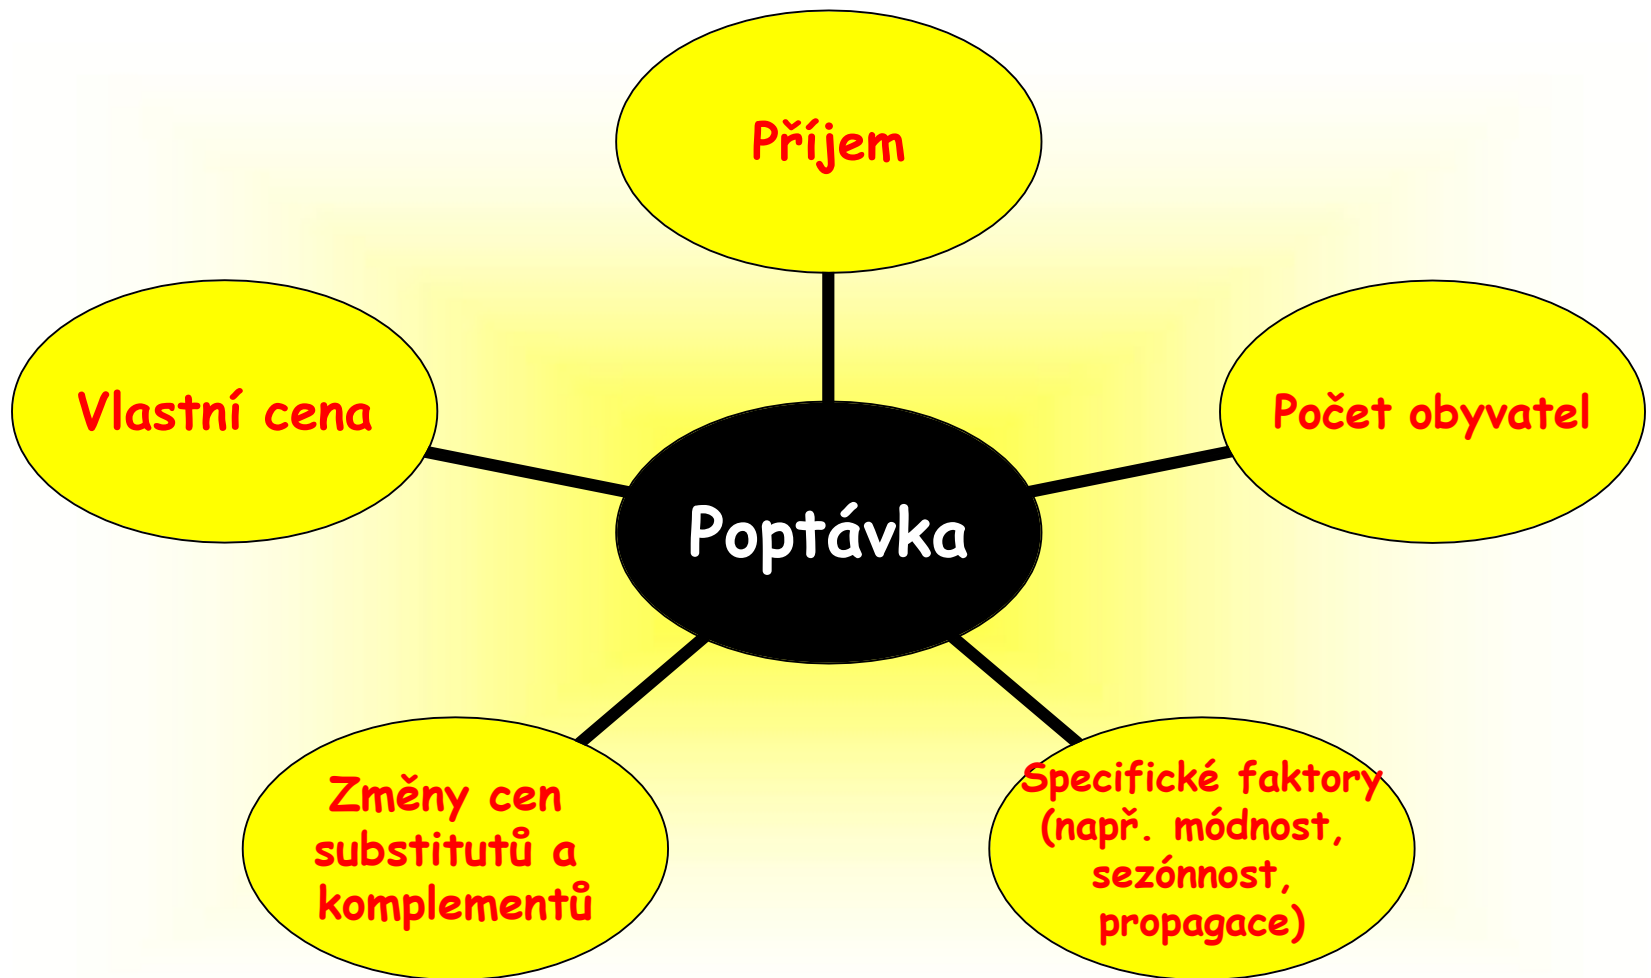 Příjem
Vlastní cena
Počet obyvatel
Poptávka
Změny cen
substitutů a
komplementů
Specifické faktory
(např. módnost,
sezónnost,
propagace)